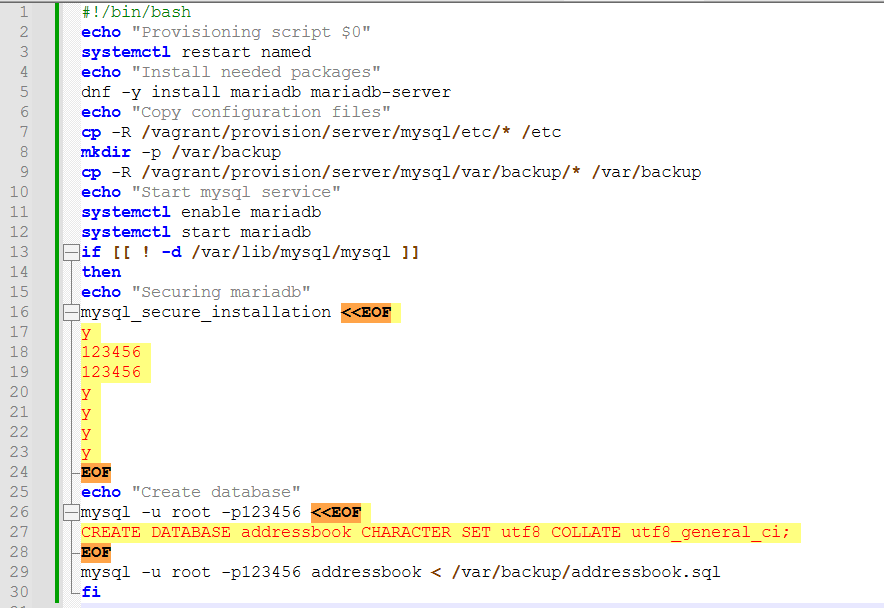 1 #!/bin/bash
2 echo "Provisioning script $0"
3 systemctl restart named
4 echo "Install needed packages"
5 dnf -y install mariadb mariadb-server
6 echo "Copy configuration files"
7 cp -R /vagrant/provision/server/mysql/etc/* /etc
8 mkdir -p /var/backup
9 cp -R /vagrant/provision/server/mysql/var/backup/* /var/backup
10 echo "Start mysql service"
11 systemctl enable mariadb
12 systemctl start mariadb
13 if [[ ! -d /var/lib/mysql/mysql ]]
14 then
15 echo "Securing mariadb"
16 mysql_secure_installation <<EOF
17 y
18 123456
19 123456
20 y
21 y
22 y
23 y
24 EOF
25 echo "Create database"
26 mysql -u root -p123456 <<EOF
27 CREATE DATABASE addressbook CHARACTER SET utf8 COLLATE utf8_general_ci;
28 EOF
29 mysql -u root -p123456 addressbook < /var/backup/addressbook.sql
30 fi